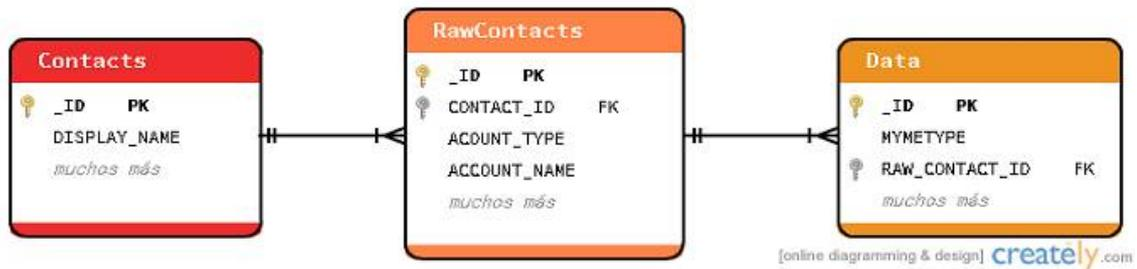 Contacts
_ID PK
DISPLAY_NAME
muchos más
RawContacts
_ID PK
CONTACT_ID FK
ACOUNT_TYPE
ACCOUNT_NAME
muchos más
Data
_ID PK
MYMETYPE
RAW_CONTACT_ID FK
muchos más
[online diagramming & design] creately.com